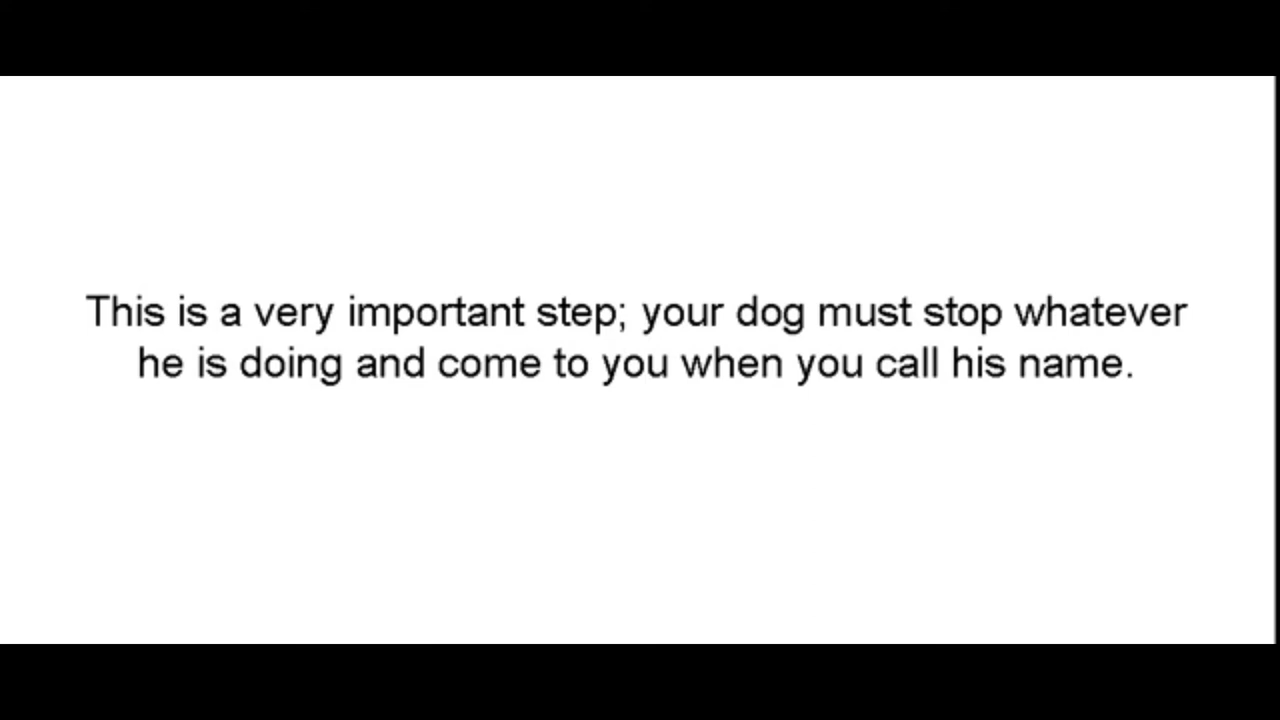 This is a very important step; your dog must stop whatever
he is doing and come to you when you call his name.